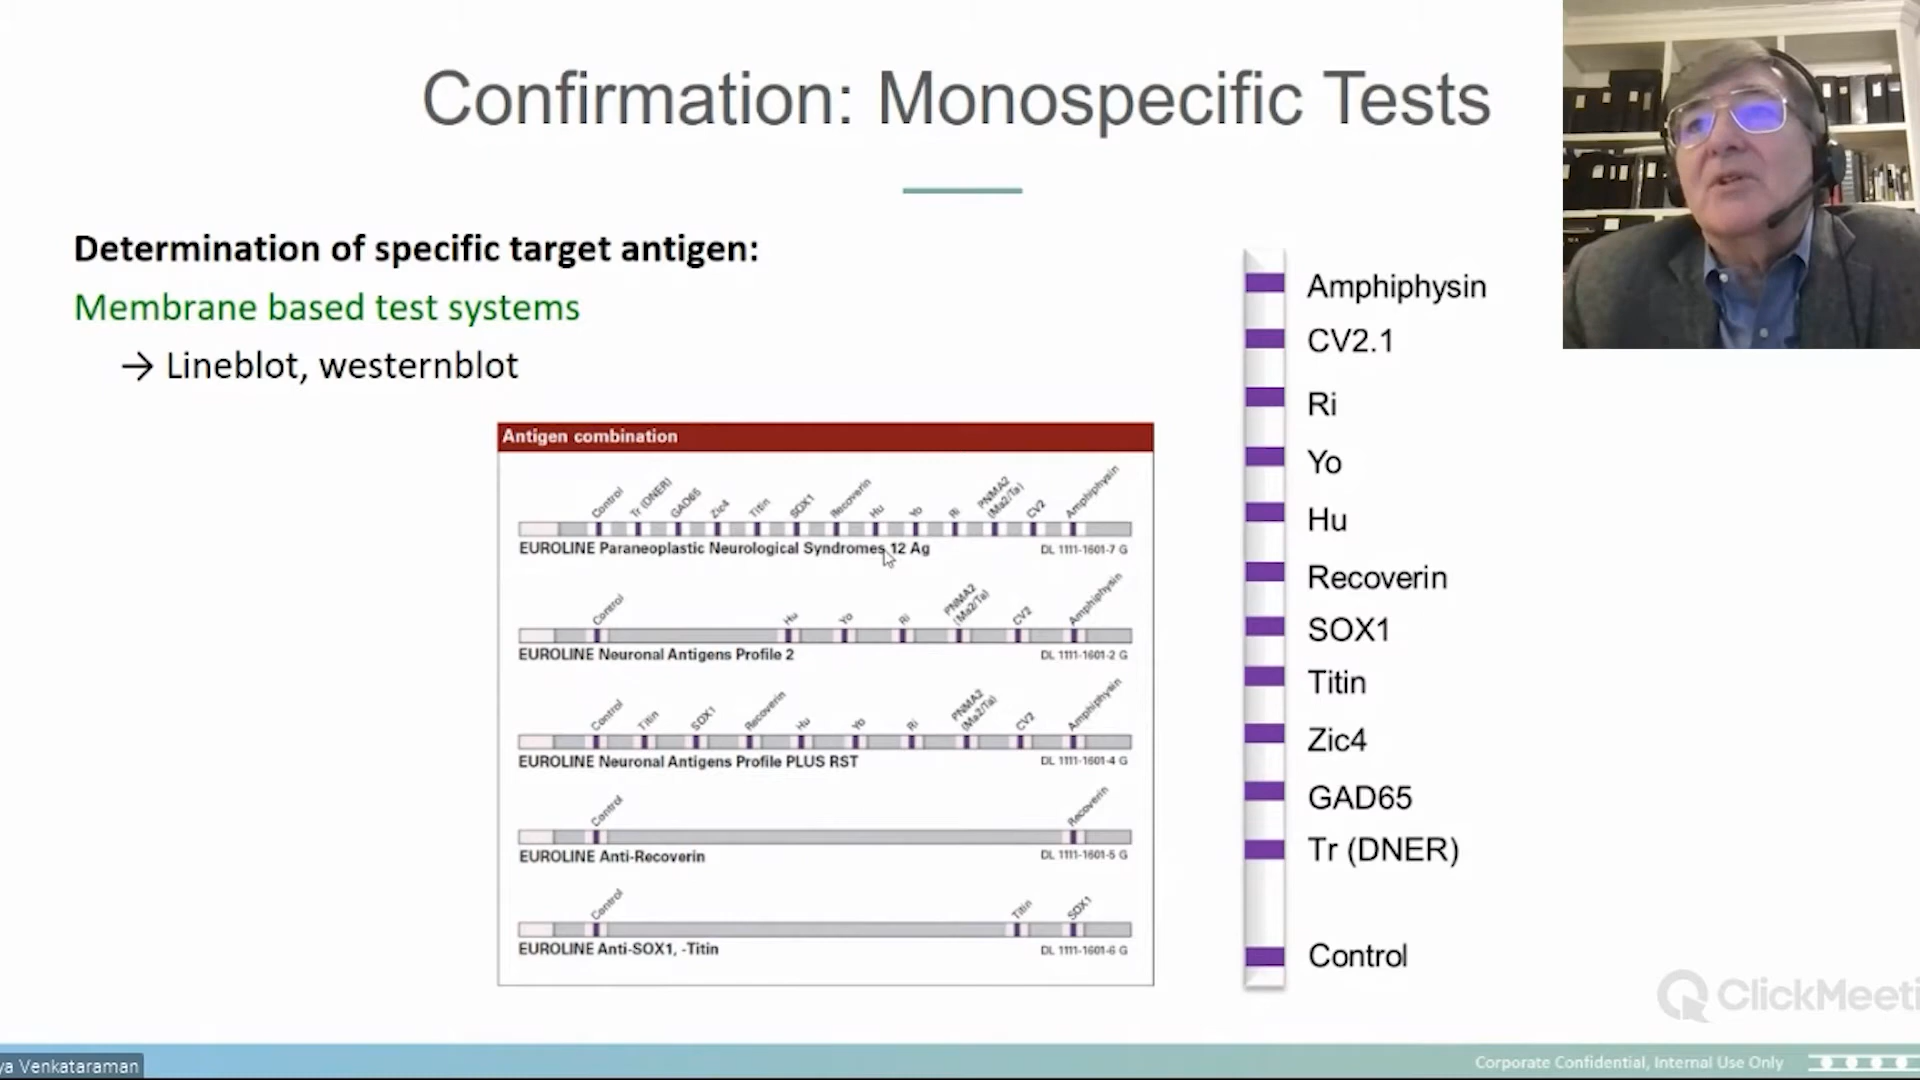 Confirmation: Monospecific Tests
Determination of specific target antigen:
Membrane based test systems
→ Lineblot, westernblot
Antigen combination
Control Tr (DNER) GAD65 Zic4 Titin SOX1 Recoverin Hu Yo Ri PNMA2 (Ma2/Ta) CV2 Amphiphysin
EUROLINE Paraneoplastic Neurological Syndromes 12 Ag DL 1111-1601-7 G
Control Hu Yo Ri PNMA2 (Ma2/Ta) CV2 Amphiphysin
EUROLINE Neuronal Antigens Profile 2 DL 1111-1601-2 G
Control Titin SOX1 Recoverin Hu Yo Ri PNMA2 (Ma2/Ta) CV2 Amphiphysin
EUROLINE Neuronal Antigens Profile PLUS RST DL 1111-1601-4 G
Control Recoverin
EUROLINE Anti-Recoverin DL 1111-1601-5 G
Control Titin SOX1
EUROLINE Anti-SOX1, -Titin DL 1111-1601-6 G
Amphiphysin
CV2.1
Ri
Yo
Hu
Recoverin
SOX1
Titin
Zic4
GAD65
Tr (DNER)
Control
ClickMeeti
ya Venkataraman
Corporate Confidential, Internal Use Only